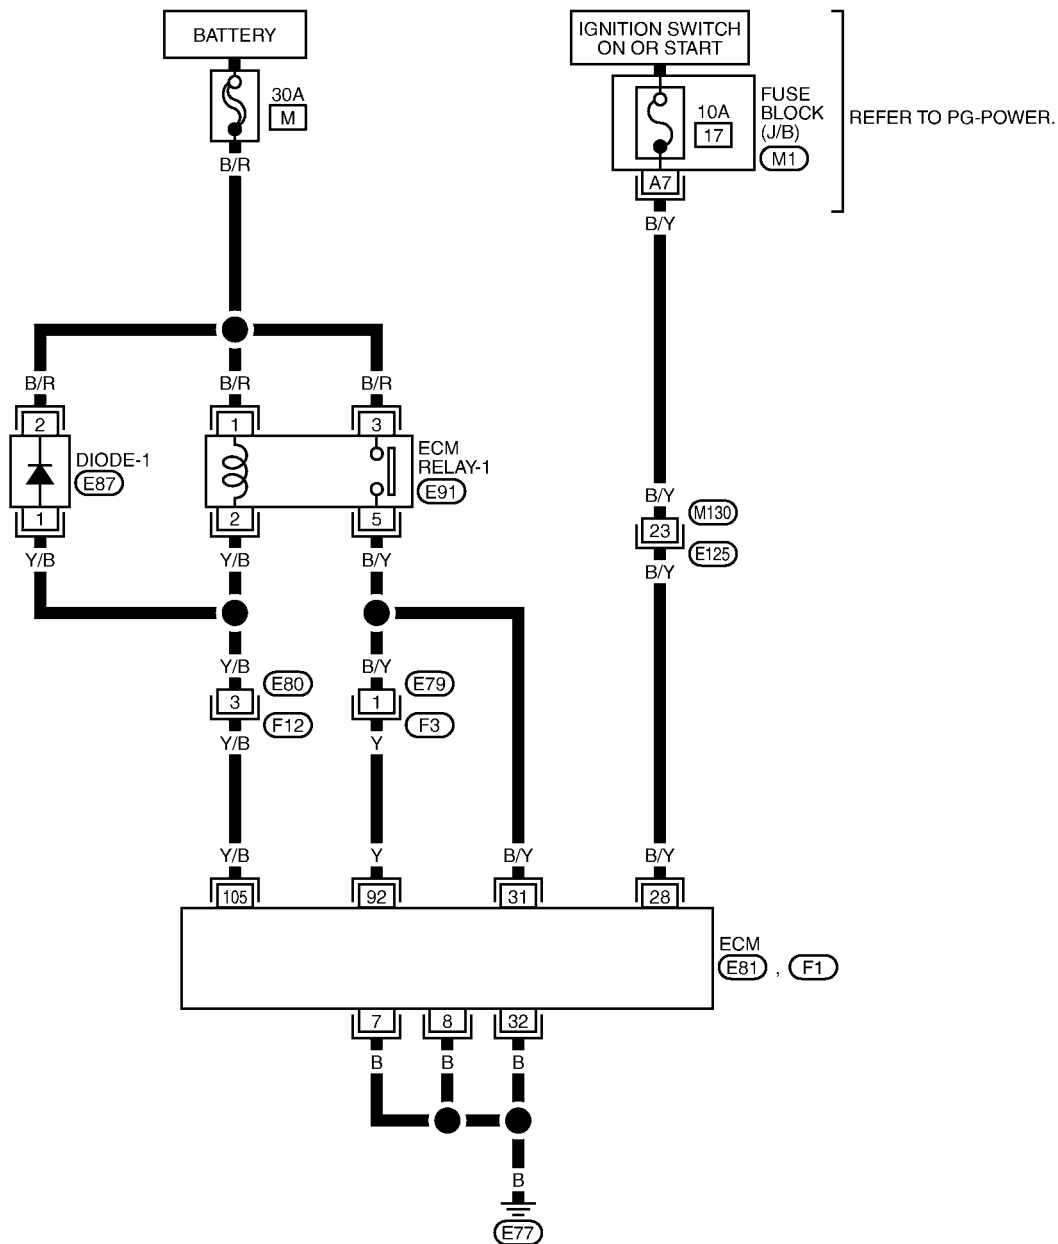 BATTERY
30A
M
B/R
IGNITION SWITCH
ON OR START
10A
17
FUSE
BLOCK
(J/B)
M1
REFER TO PG-POWER.
A7
B/Y
B/R
B/R
B/R
2
1
3
DIODE-1
E87
ECM
RELAY-1
E91
1
2
5
Y/B
Y/B
B/Y
B/Y
23
M130
E125
B/Y
Y/B
B/Y
3
E80
F12
1
E79
F3
Y/B
Y
Y/B
Y
B/Y
B/Y
105
92
31
28
ECM
E81 , F1
7
8
32
B
B
B
B
E77